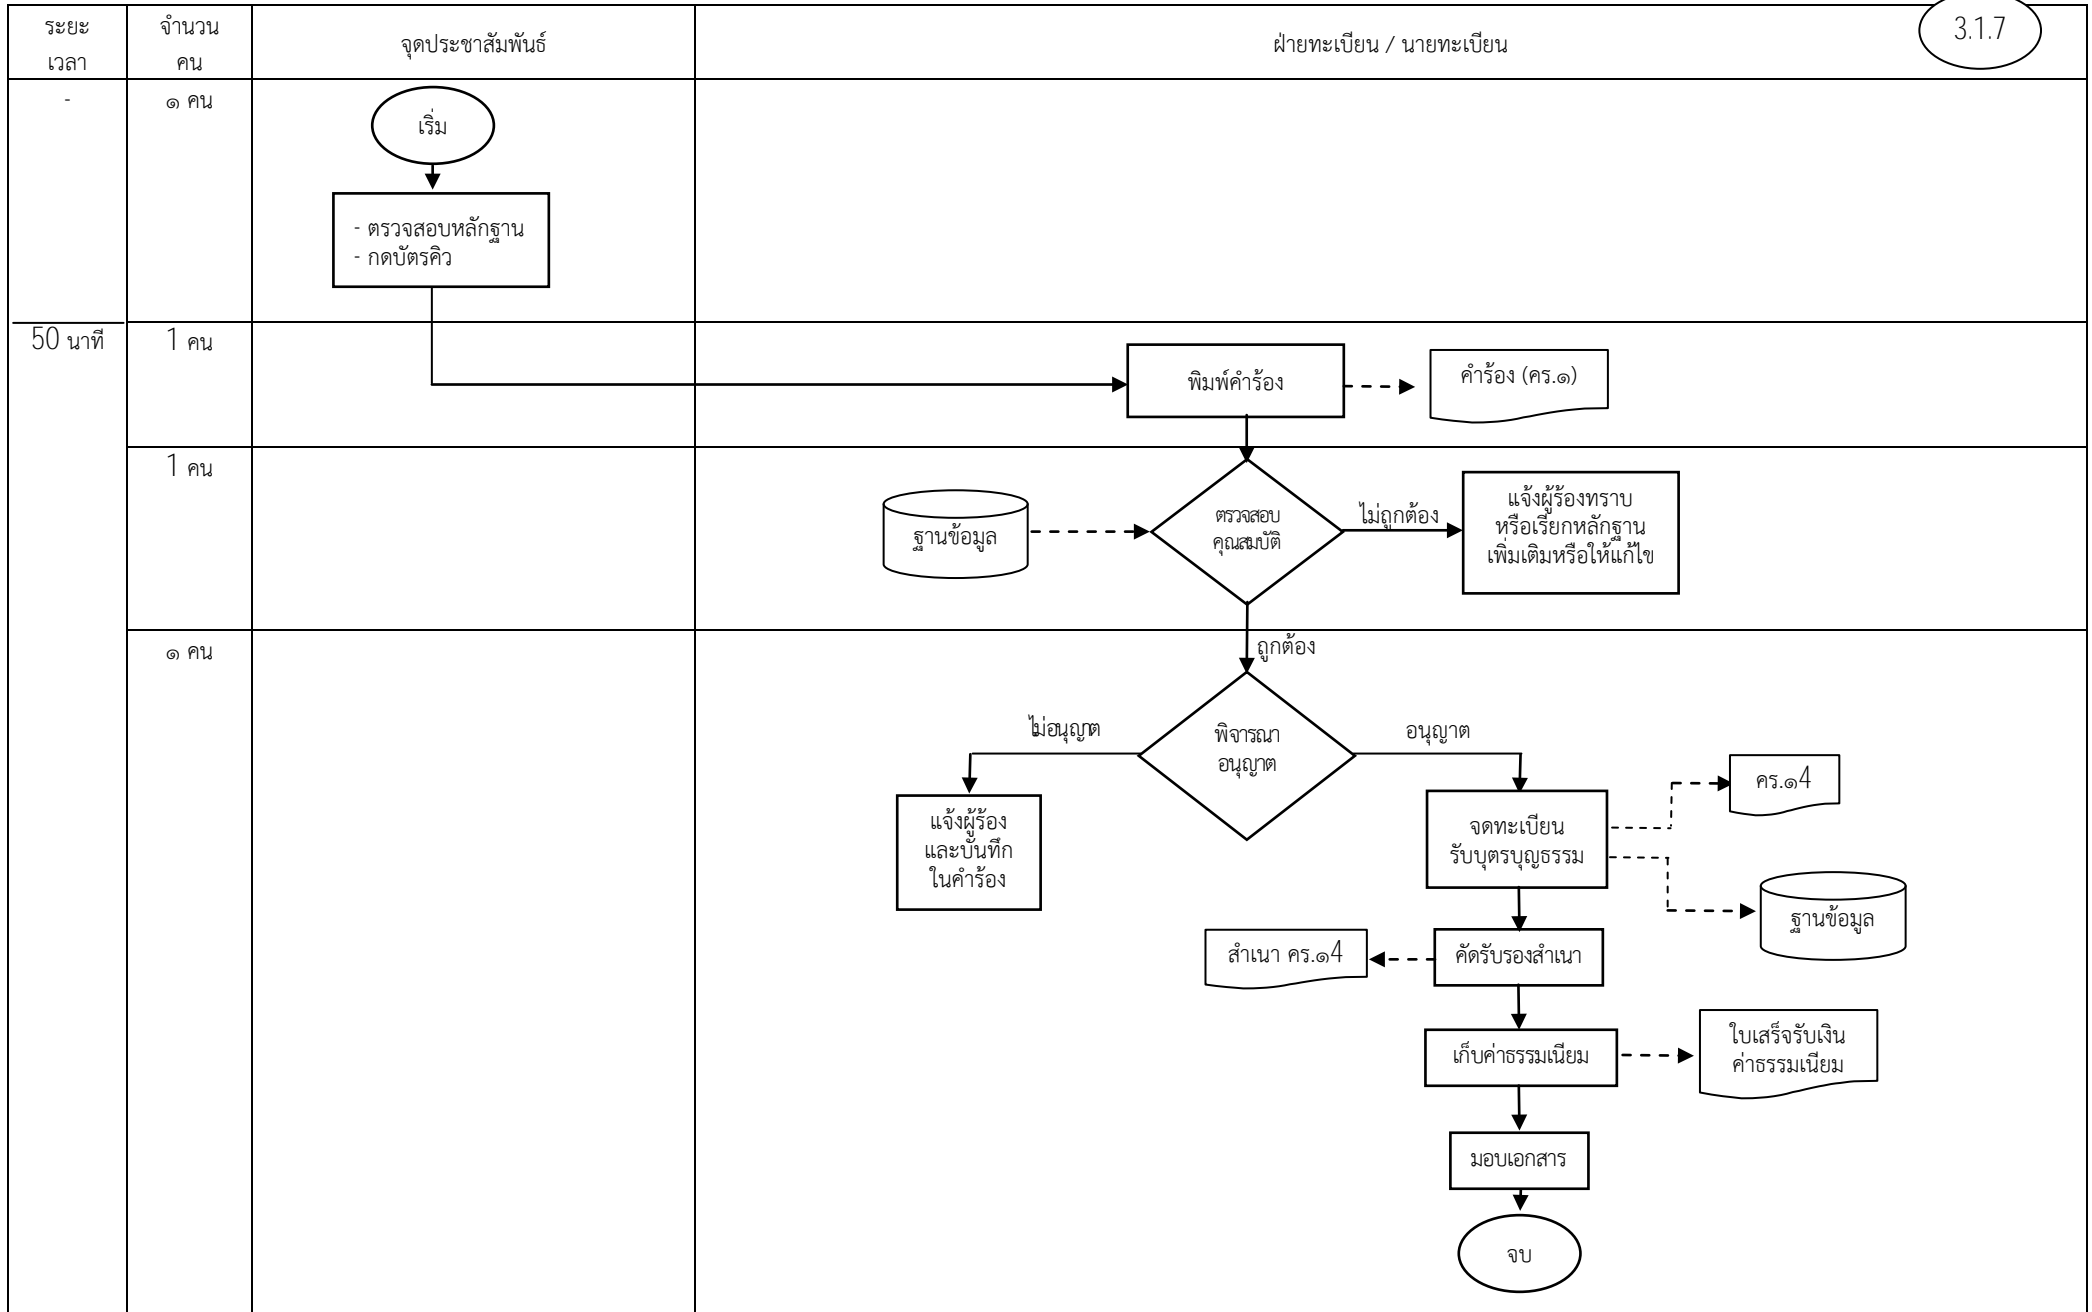 ระยะ
เวลา
จำนวน
คน
จุดประชาสัมพันธ์
ฝ่ายทะเบียน / นายทะเบียน
3.1.7
-
๑ คน
เริ่ม
- ตรวจสอบหลักฐาน
- กดบัตรคิว
50 นาที
1 คน
พิมพ์คำร้อง
คำร้อง (คร.๑)
1 คน
ฐานข้อมูล
ตรวจสอบ
คุณสมบัติ
ไม่ถูกต้อง
แจ้งผู้ร้องทราบ
หรือเรียกหลักฐาน
เพิ่มเติมหรือให้แก้ไข
๑ คน
ถูกต้อง
ไม่อนุญาต
พิจารณา
อนุญาต
อนุญาต
แจ้งผู้ร้อง
และบันทึก
ในคำร้อง
จดทะเบียน
รับบุตรบุญธรรม
คร.๑4
ฐานข้อมูล
สำเนา คร.๑4
คัดรับรองสำเนา
เก็บค่าธรรมเนียม
ใบเสร็จรับเงิน
ค่าธรรมเนียม
มอบเอกสาร
จบ